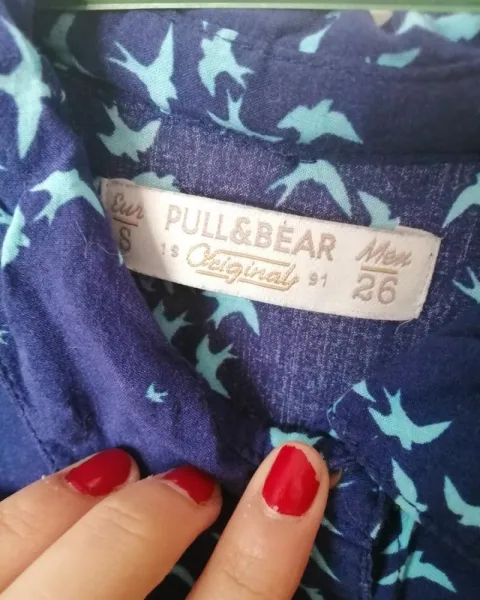 Eur
S
PULL&BEAR
19 Original 91
Mex
26